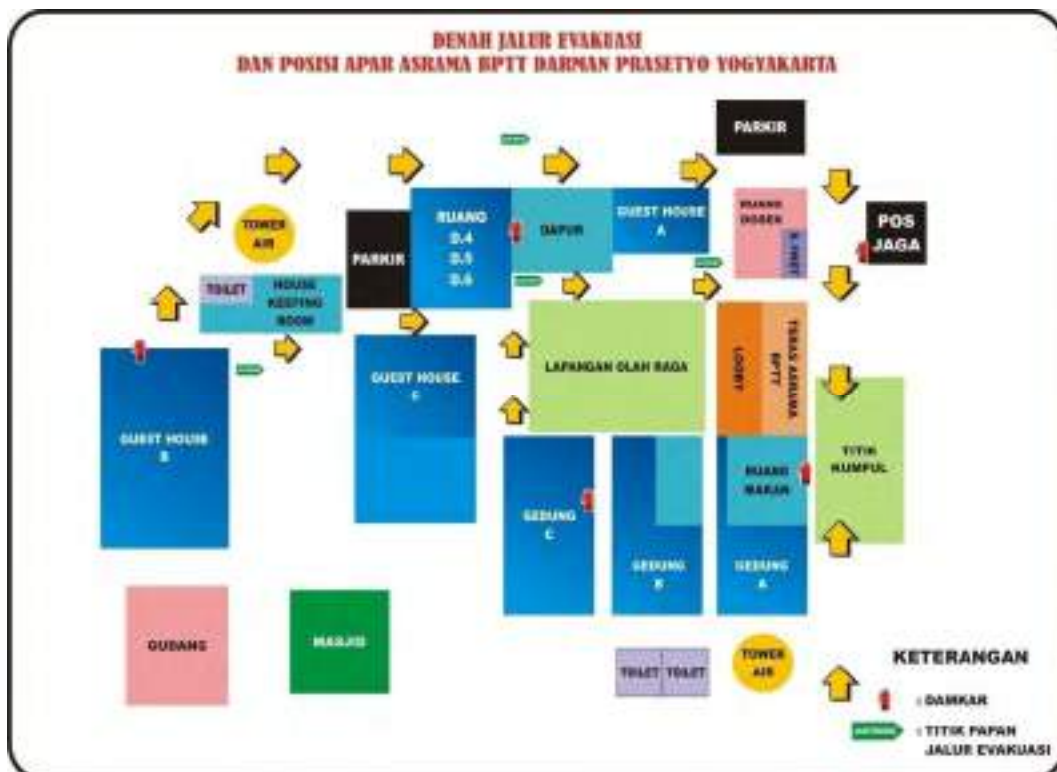 DENAH JALUR EVAKUASI
DAN POSISI APAR ASRAMA BPTT DARMAN PRASETYO YOGYAKARTA
PARKIR
TOWER
AIR
PARKIR
RUANG
D.4
D.5
D.6
DAPUR
GUEST HOUSE
A
RUANG
DOSEN
POS
JAGA
TOILET
HOUSE
KEEPING
ROOM
GUEST HOUSE
B
GUEST HOUSE
LAPANGAN OLAH RAGA
TERAS ASRAMA
BPTT
TITIK
KUMPUL
RUANG
MAKAN
GEDUNG
C
GEDUNG
B
GEDUNG
A
GUDANG
MASJID
TOILET TOILET
TOWER
AIR
KETERANGAN
: DAMKAR
: TITIK PAPAN
JALUR EVAKUASI